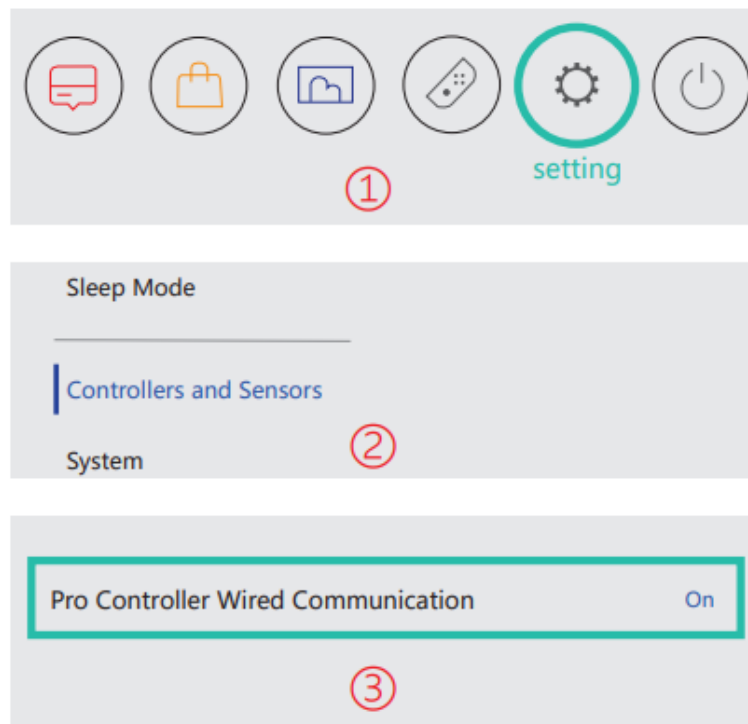 setting
①
Sleep Mode
Controllers and Sensors
②
System
Pro Controller Wired Communication On
③